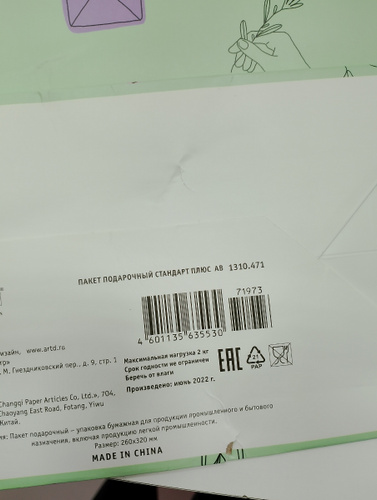 ПАКЕТ ПОДАРОЧНЫЙ СТАНДАРТ ПЛЮС АВ 1310.471
71973
4 601135 635530
изайн, www.artd.ru
М. Гнездниковский пер., д. 9, стр. 1
Changqi Paper Articles Co, Ltd.», 704,
Chaoyang East Road, Fotang, Yiwu
Китай.
Максимальная нагрузка 2 кг
Срок годности не ограничен
Беречь от влаги
Произведено: июнь 2022 г.
EAC
21
PAP
Пакет подарочный – упаковка бумажная для продукции промышленного и бытового
назначения, включая продукцию легкой промышленности.
Размер: 260x320 мм
MADE IN CHINA